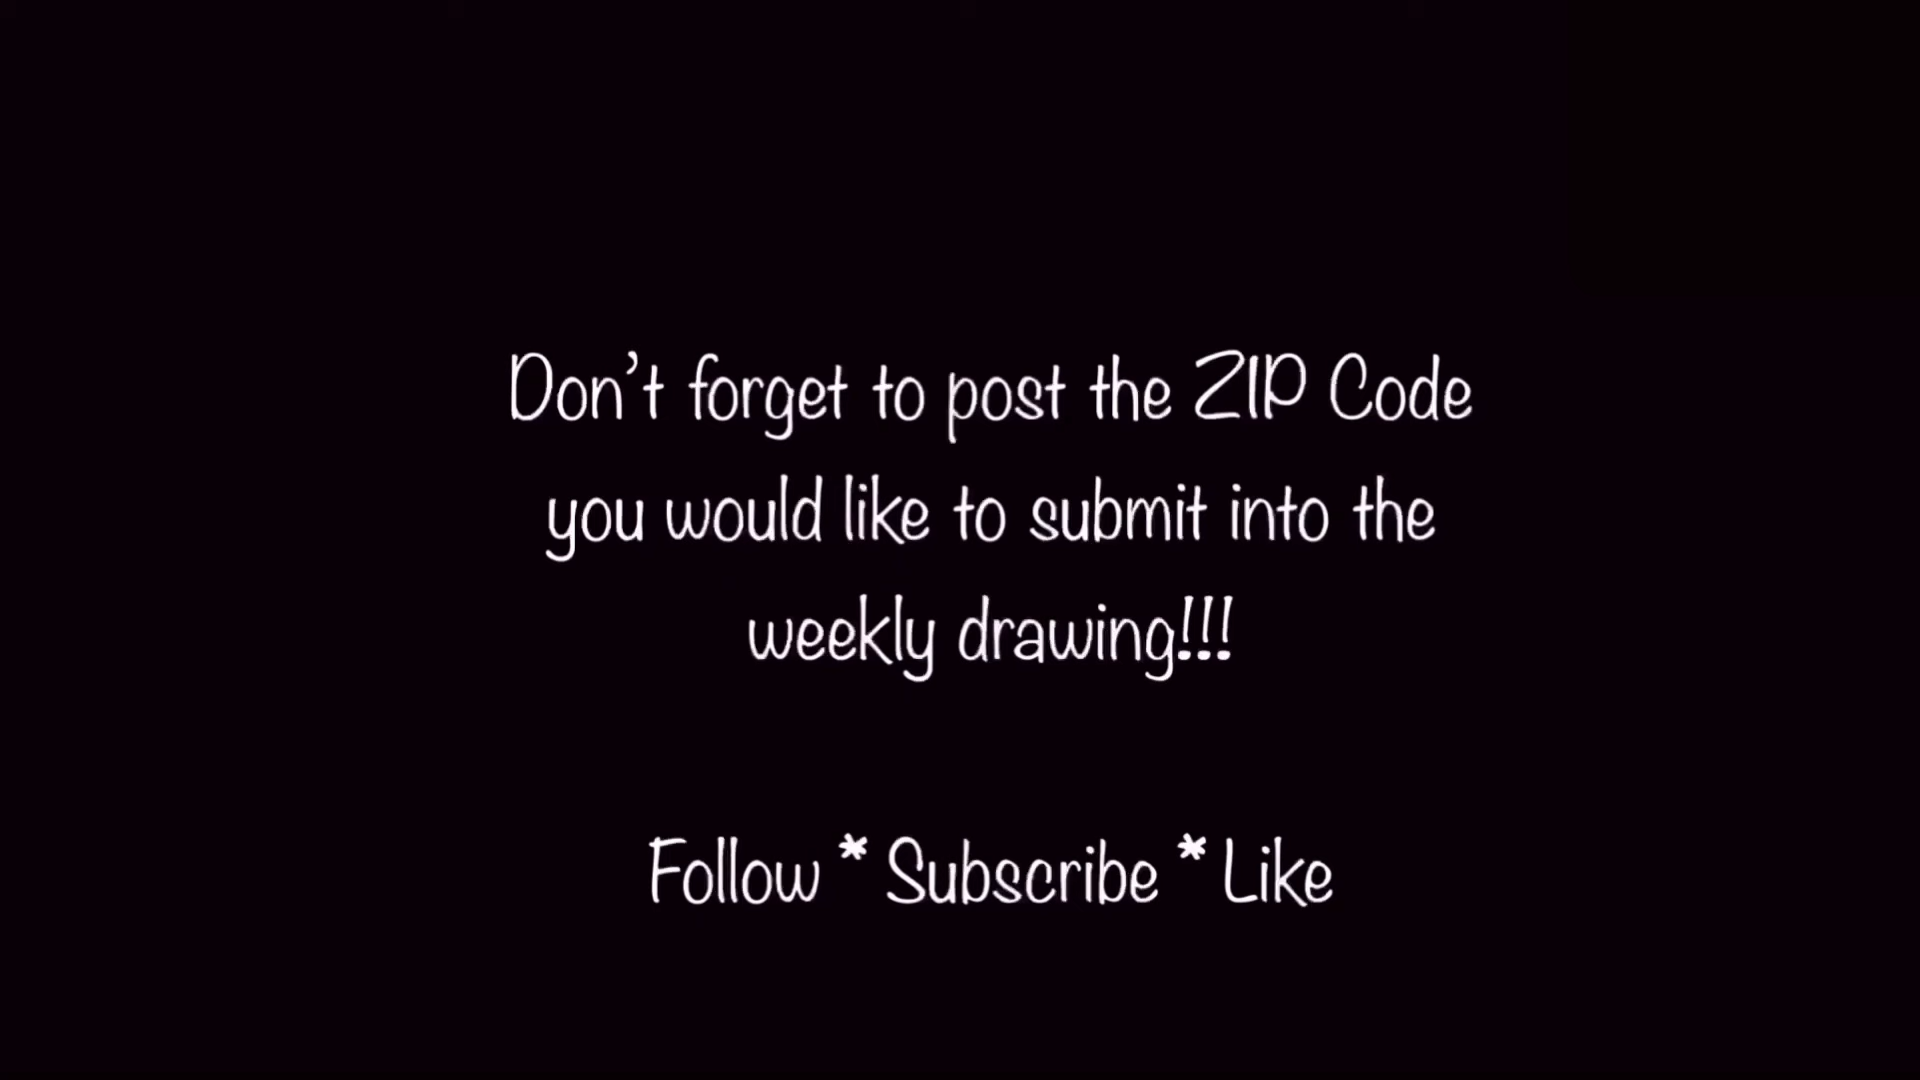 Don't forget to post the ZIP Code
you would like to submit into the
weekly drawing!!!
Follow * Subscribe * Like